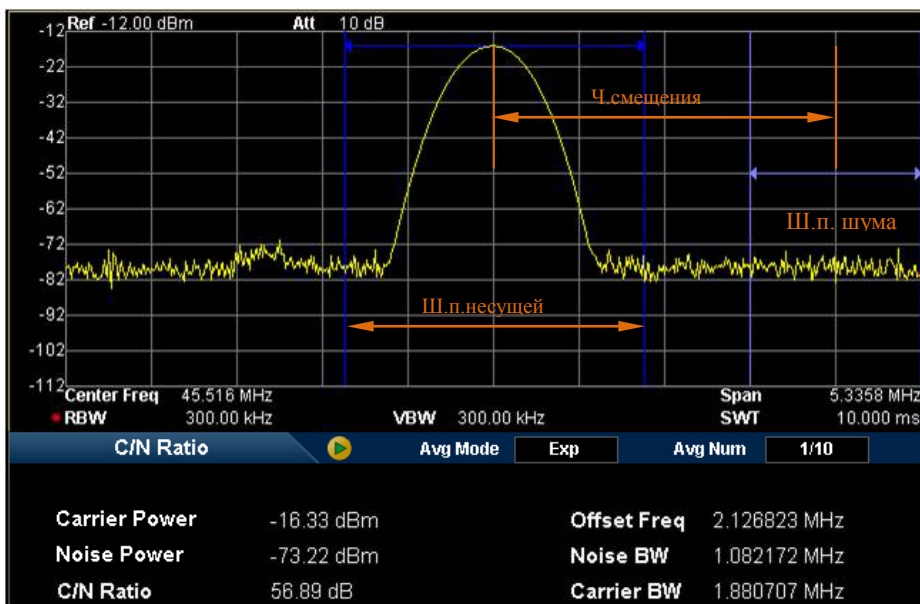 Ref -12.00 dBm Att 10 dB
-12
-22
-32
-42
-52
-62
-72
-82
-92
-102
-112
Ч.смещения
Ш.п. шума
Ш.п.несущей
Center Freq 45.516 MHz Span 5.3358 MHz
RBW 300.00 kHz VBW 300.00 kHz SWT 10.000 ms
C/N Ratio Avg Mode Exp Avg Num 1/10
Carrier Power -16.33 dBm Offset Freq 2.126823 MHz
Noise Power -73.22 dBm Noise BW 1.082172 MHz
C/N Ratio 56.89 dB Carrier BW 1.880707 MHz